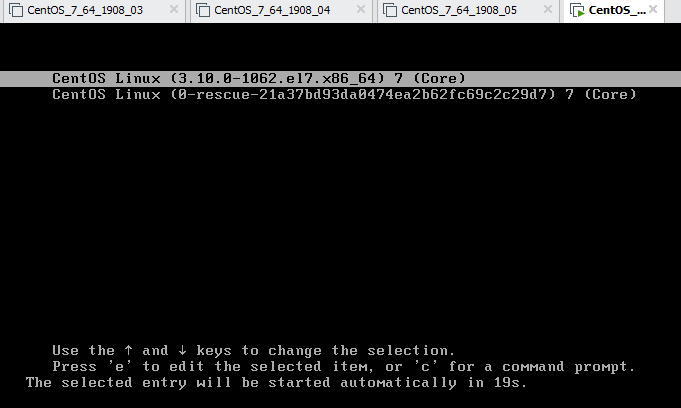 CentOS_7_64_1908_03 CentOS_7_64_1908_04 CentOS_7_64_1908_05 CentOS_...
CentOS Linux (3.10.0-1062.el7.x86_64) 7 (Core)
CentOS Linux (0-rescue-21a37bd93da0474ea2b62fc69c2c29d7) 7 (Core)
Use the ↑ and ↓ keys to change the selection.
Press 'e' to edit the selected item, or 'c' for a command prompt.
The selected entry will be started automatically in 19s.